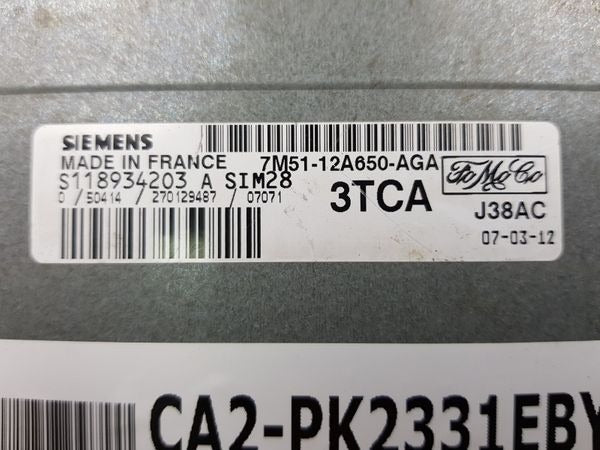 SIEMENS
MADE IN FRANCE 7M51-12A650-AGA
S118934203 A SIM28 3TCA FoMoCo
0 / 50414 / 270129487 / 07071 J38AC
07-03-12
CA2-PK2331EBY